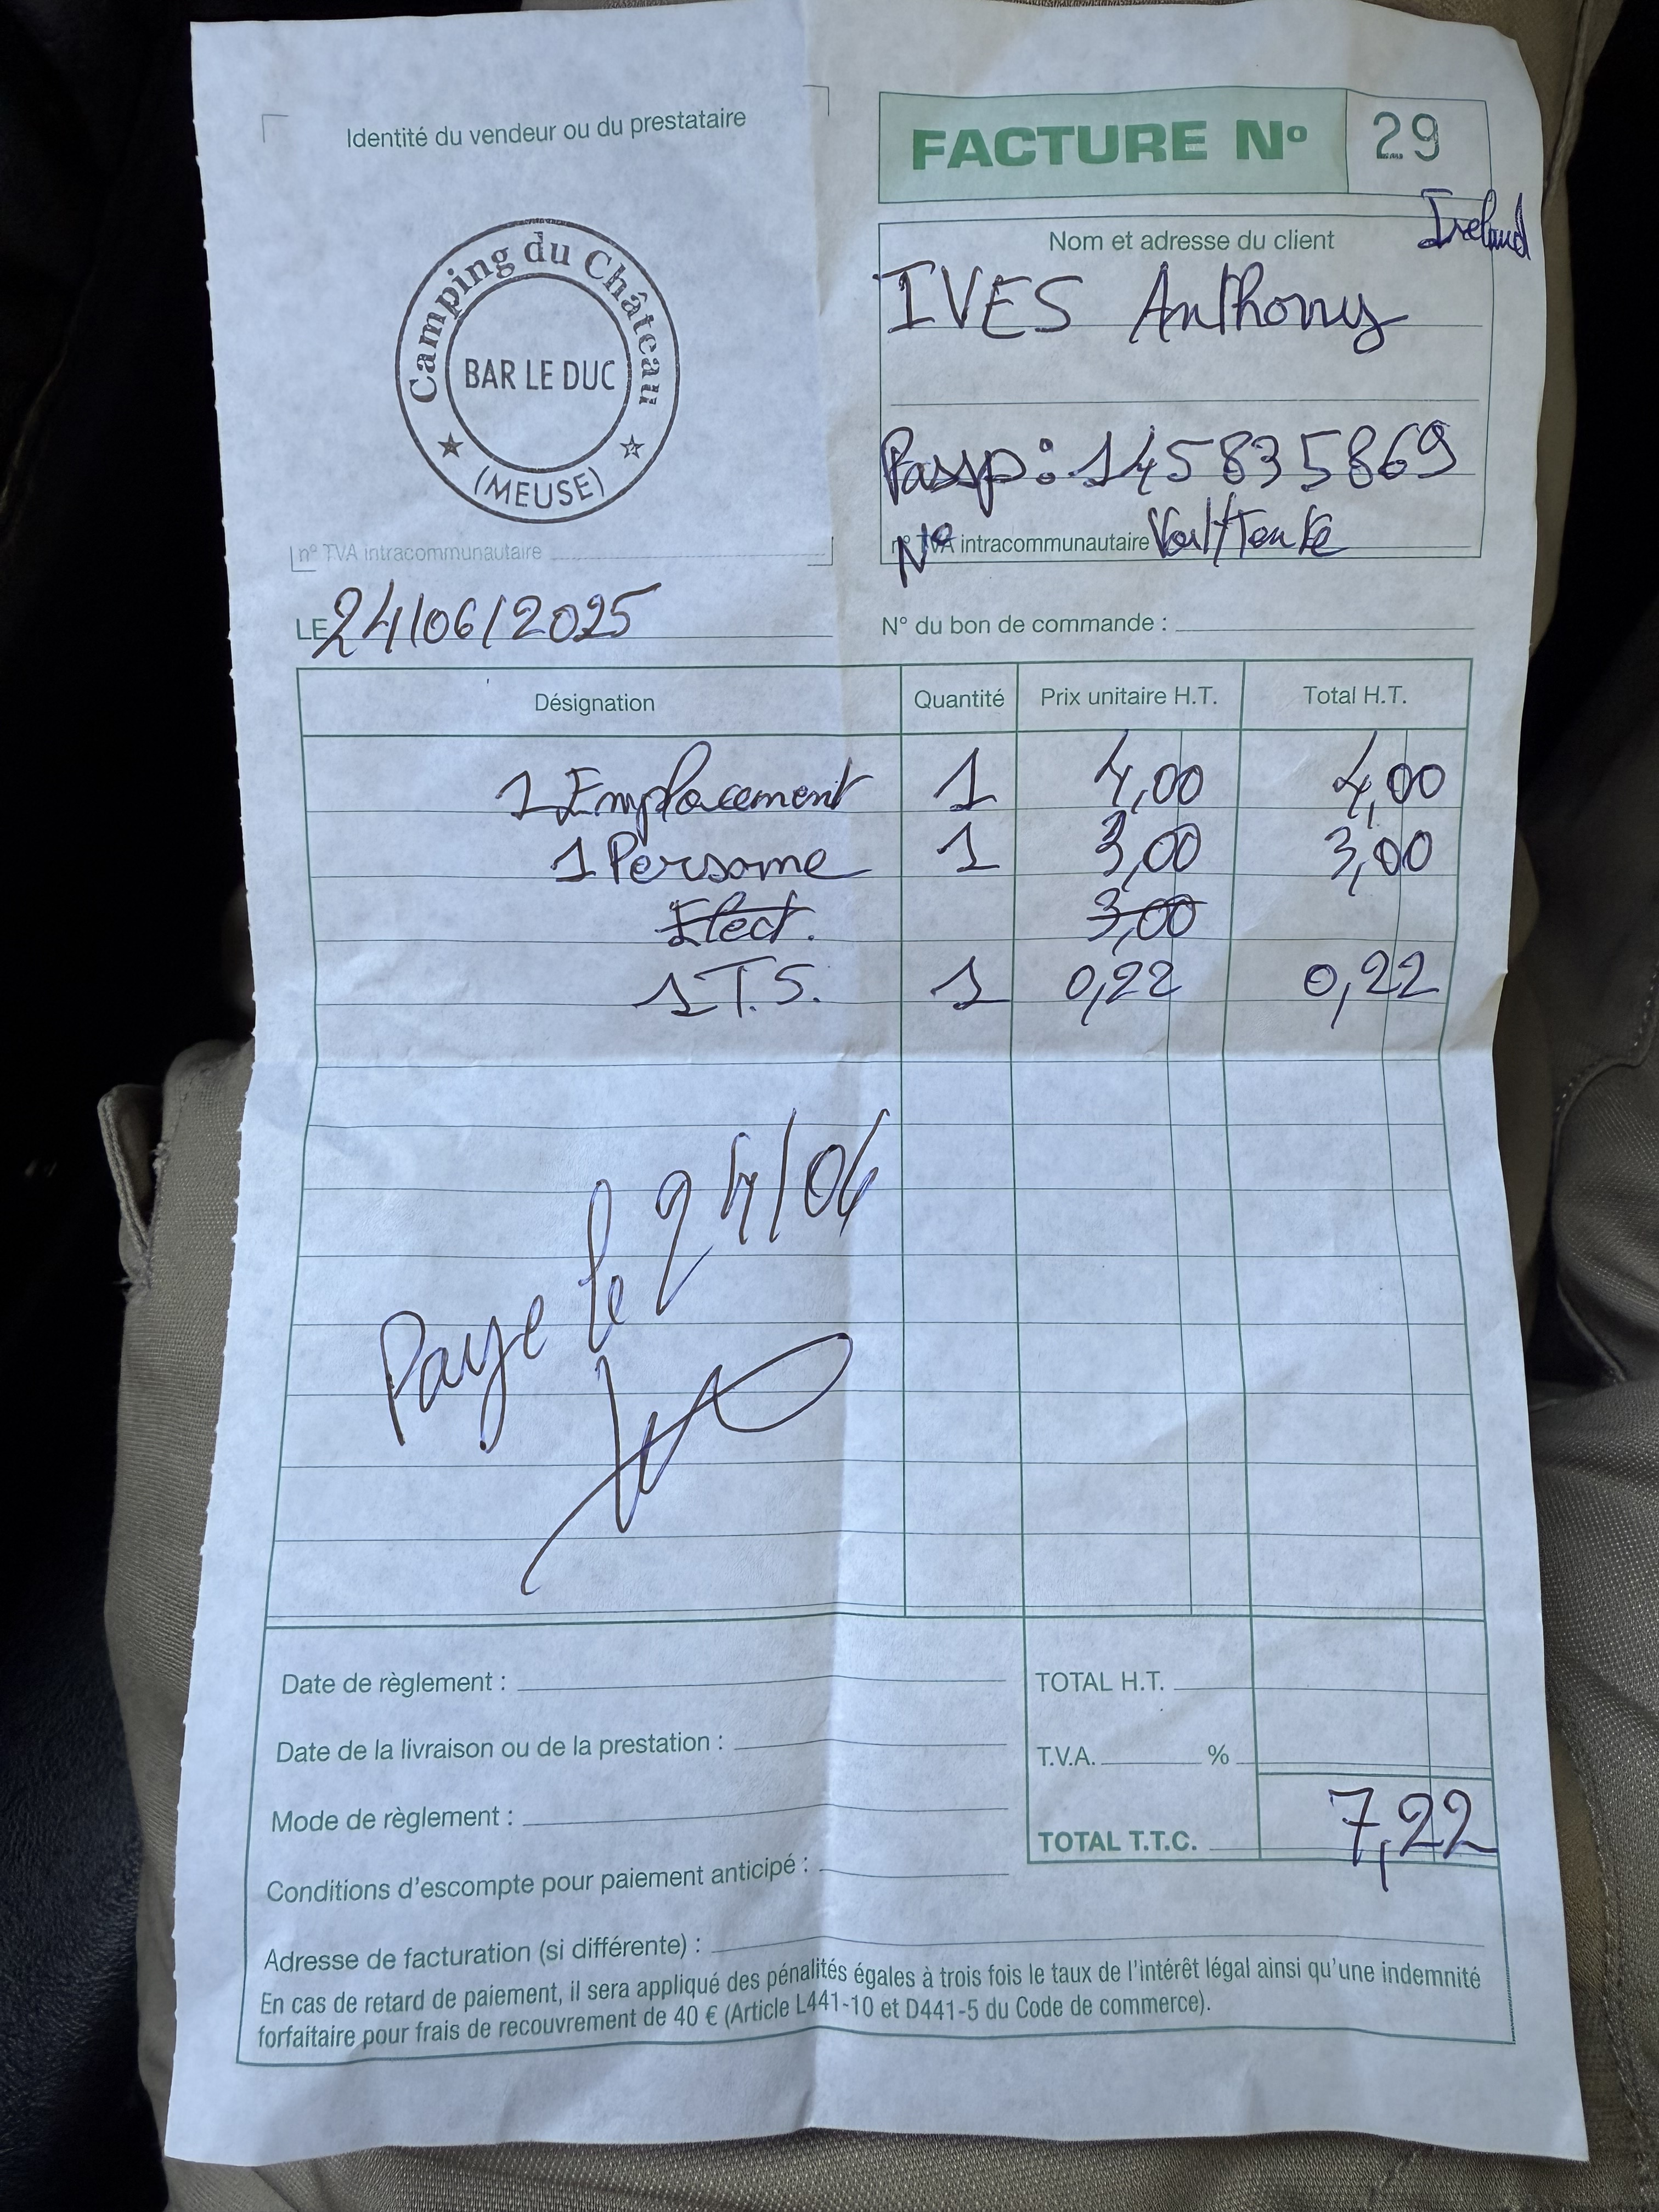 Identité du vendeur ou du prestataire
FACTURE Nº 29
Ireland
Camping du Château
BAR LE DUC
(MEUSE)
nº TVA intracommunautaire
Nom et adresse du client
IVES Anthony
Passp: 145835869
Nº
nº TVA intracommunautaire
LE 24/06/2025
N° du bon de commande :
Désignation Quantité Prix unitaire H.T. Total H.T.
1 Emplacement 1 4,00 4,00
1 Personne 1 3,00 3,00
Elect. 3,00
1 T.S. 1 0,22 0,22
Paye le 24/06
Date de règlement :
TOTAL H.T.
Date de la livraison ou de la prestation :
T.V.A. %
Mode de règlement :
TOTAL T.T.C. 7,22
Conditions d'escompte pour paiement anticipé :
Adresse de facturation (si différente) :
En cas de retard de paiement, il sera appliqué des pénalités égales à trois fois le taux de l'intérêt légal ainsi qu'une indemnité
forfaitaire pour frais de recouvrement de 40 € (Article L441-10 et D441-5 du Code de commerce).